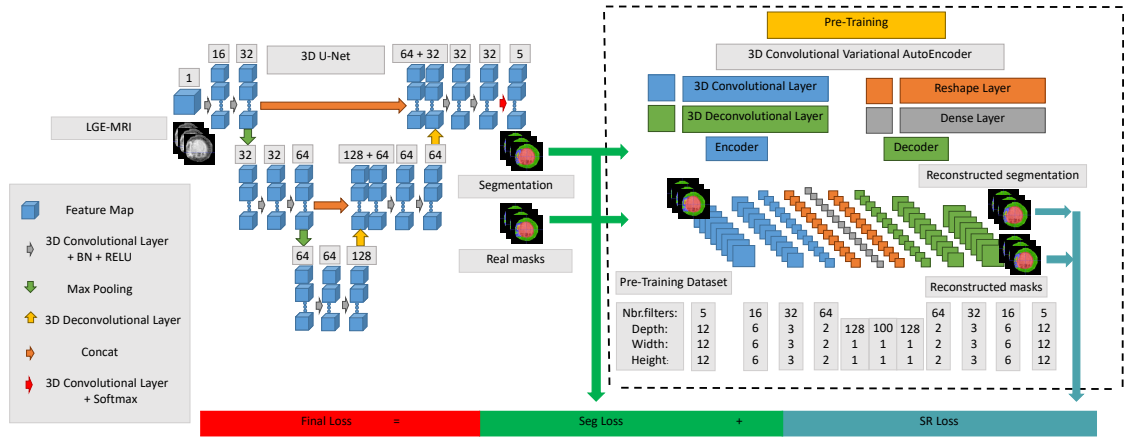 3D U-Net
1
16
32
64 + 32
32
32
5
LGE-MRI
32
32
64
128 + 64
64
64
64
64
128
Segmentation
Real masks
Feature Map
3D Convolutional Layer
+ BN + RELU
Max Pooling
3D Deconvolutional Layer
Concat
3D Convolutional Layer
+ Softmax
Pre-Training
3D Convolutional Variational AutoEncoder
3D Convolutional Layer
Reshape Layer
3D Deconvolutional Layer
Dense Layer
Encoder
Decoder
Reconstructed segmentation
Pre-Training Dataset
Reconstructed masks
Nbr.filters: 5 16 32 64 64 32 16 5
Depth: 12 6 3 2 128 100 128 2 3 6 12
Width: 12 6 3 2 1 1 1 2 3 6 12
Height: 12 6 3 2 1 1 1 2 3 6 12
Final Loss = Seg Loss + SR Loss